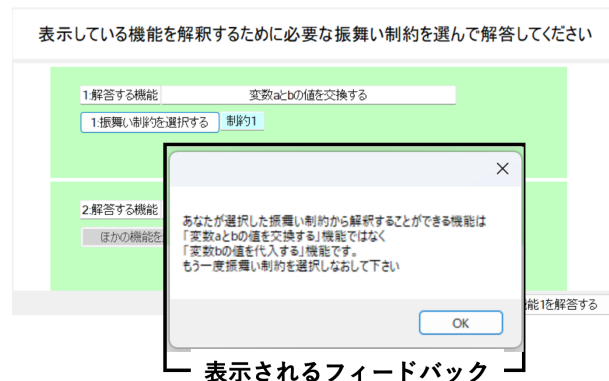 表示している機能を解釈するために必要な振舞い制約を選んで解答してください
1:解答する機能
変数aとbの値を交換する
1:振舞い制約を選択する
制約1
2:解答する機能
ほかの機能を
あなたが選択した振舞い制約から解釈することができる機能は
「変数aとbの値を交換する」機能ではなく
「変数bの値を代入する」機能です。
もう一度振舞い制約を選択しなおして下さい
OK
能1を解答する
表示されるフィードバック